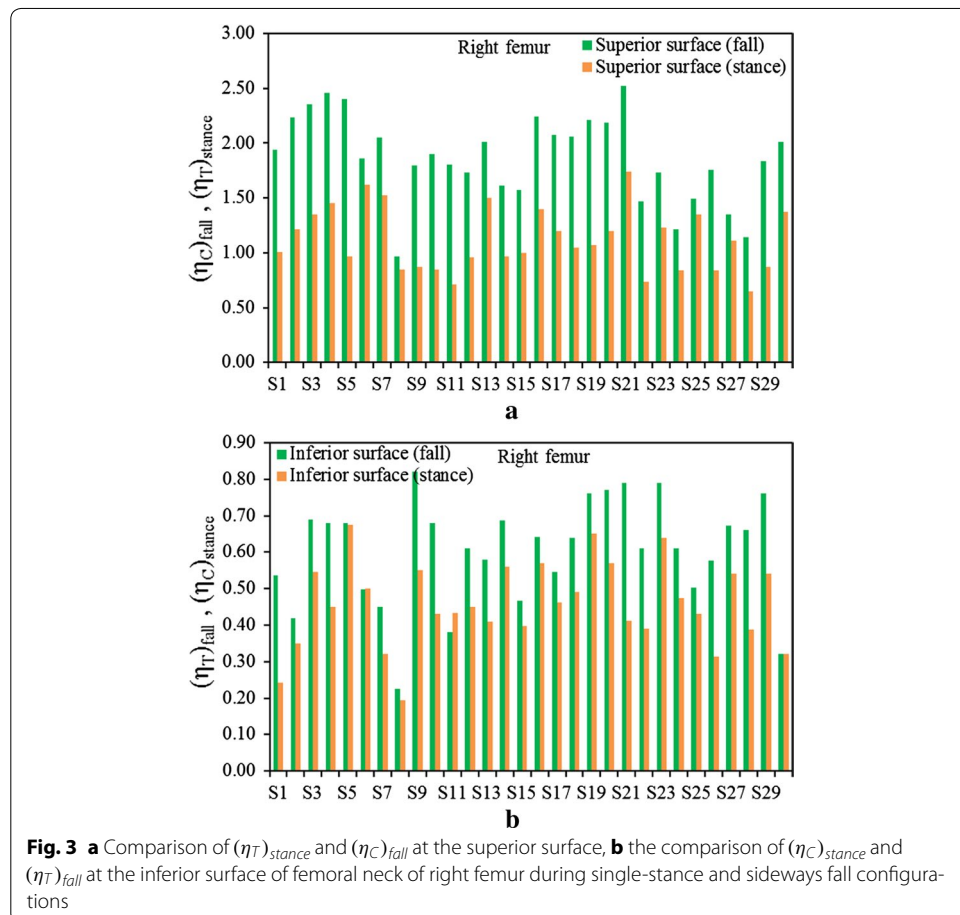 3.00
Right femur
Superior surface (fall)
Superior surface (stance)
2.50
2.00
1.50
1.00
0.50
0.00
(ηC)fall , (ηT)stance
S1 S3 S5 S7 S9 S11 S13 S15 S17 S19 S21 S23 S25 S27 S29
a
0.90
Inferior surface (fall)
Right femur
Inferior surface (stance)
0.80
0.70
0.60
0.50
0.40
0.30
0.20
0.10
0.00
(ηT)fall , (ηC)stance
S1 S3 S5 S7 S9 S11 S13 S15 S17 S19 S21 S23 S25 S27 S29
b
Fig. 3 a Comparison of (ηT)stance and (ηC)fall at the superior surface, b the comparison of (ηC)stance and
(ηT)fall at the inferior surface of femoral neck of right femur during single-stance and sideways fall configura-
tions